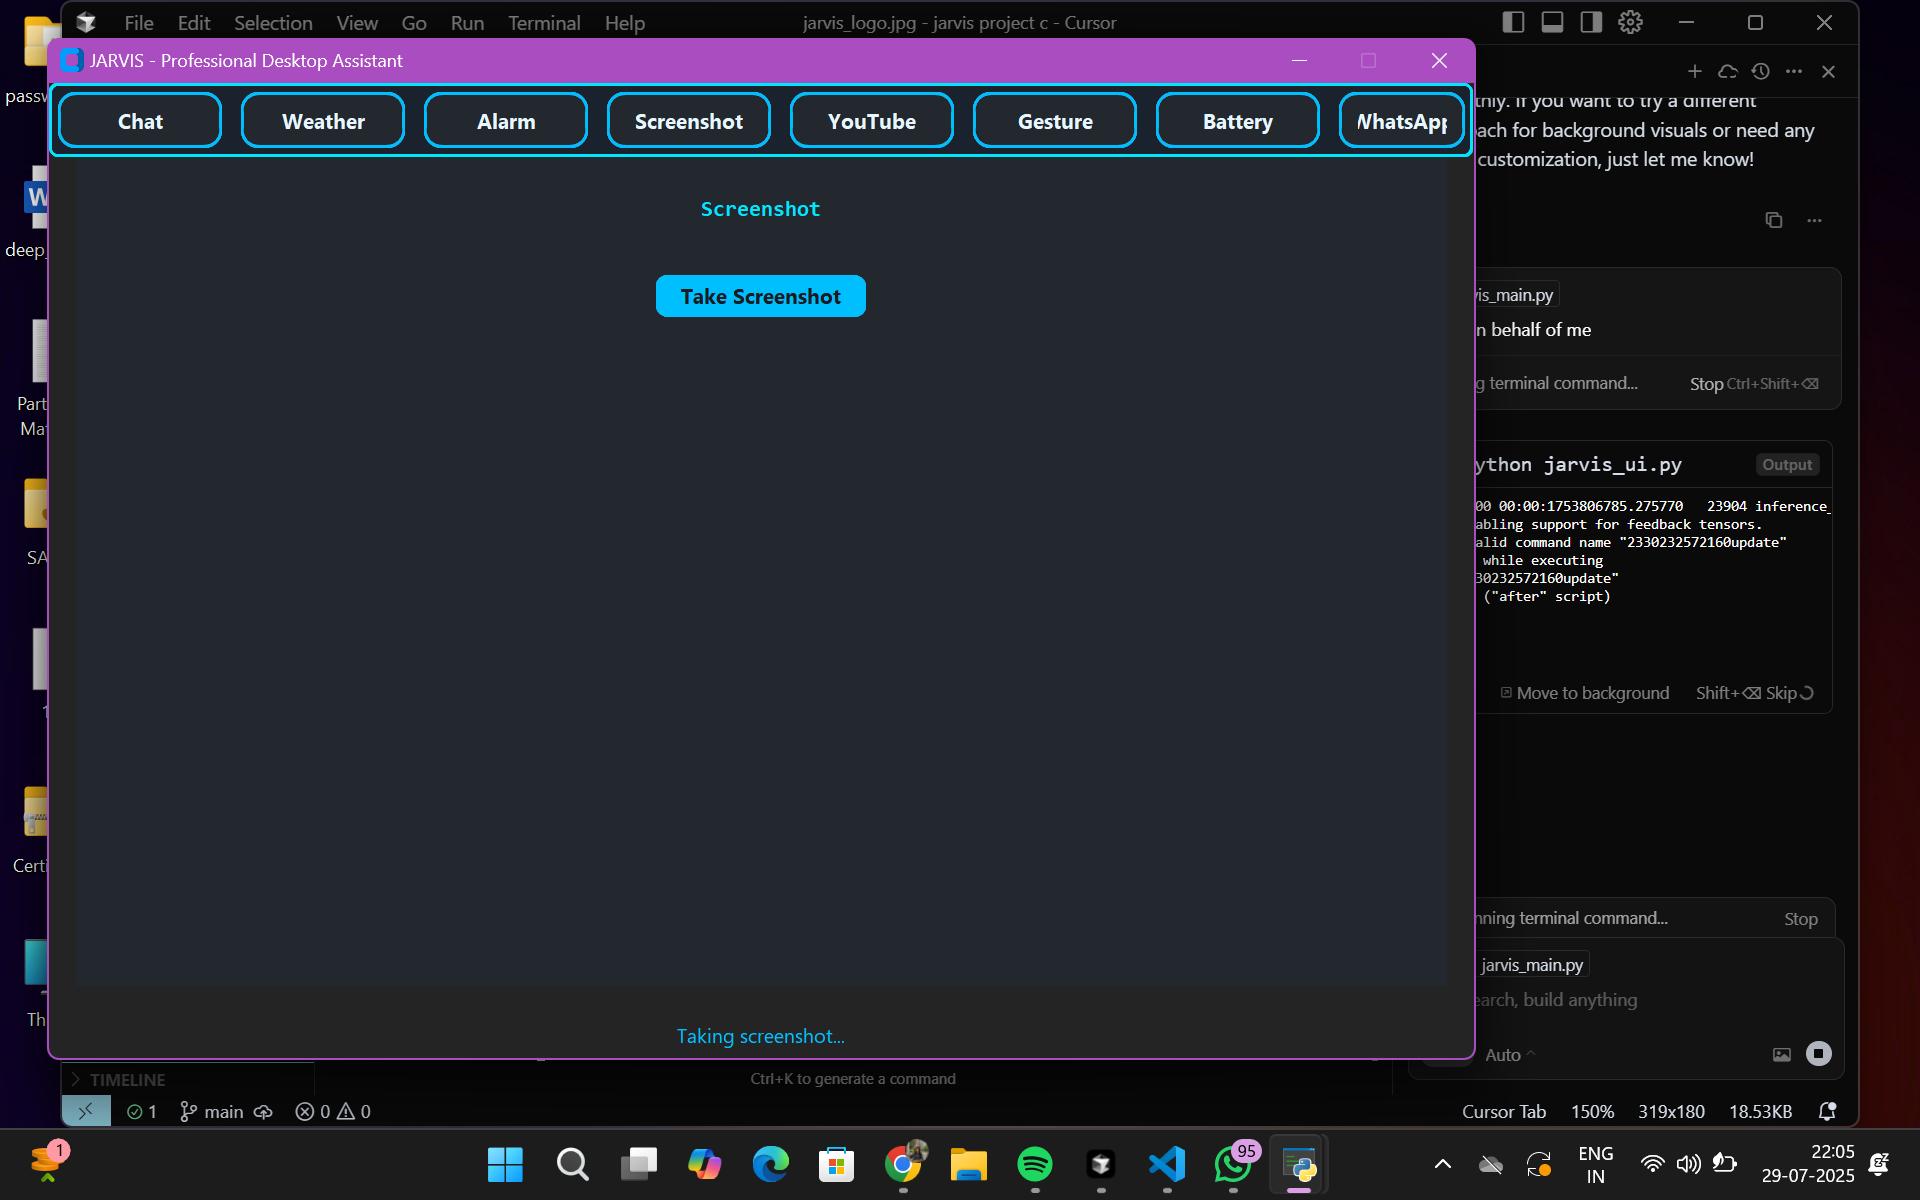 File Edit Selection View Go Run Terminal Help
jarvis_logo.jpg - jarvis project c - Cursor
JARVIS - Professional Desktop Assistant
Chat Weather Alarm Screenshot YouTube Gesture Battery WhatsApp
Screenshot
Take Screenshot
Taking screenshot...
passw
deep_
Part
Mat
SA
1
Certi
Th
thly. If you want to try a different
ach for background visuals or need any
customization, just let me know!
vis_main.py
n behalf of me
g terminal command... Stop Ctrl+Shift+⌫
ython jarvis_ui.py Output
00 00:00:1753806785.275770 23904 inference_
abling support for feedback tensors.
alid command name "2330232572160update"
while executing
30232572160update"
("after" script)
Move to background Shift+⌫ Skip
nning terminal command... Stop
jarvis_main.py
earch, build anything
Auto
TIMELINE
Ctrl+K to generate a command
1 main 0 0
Cursor Tab 150% 319x180 18.53KB
1
95
ENG
IN
22:05
29-07-2025